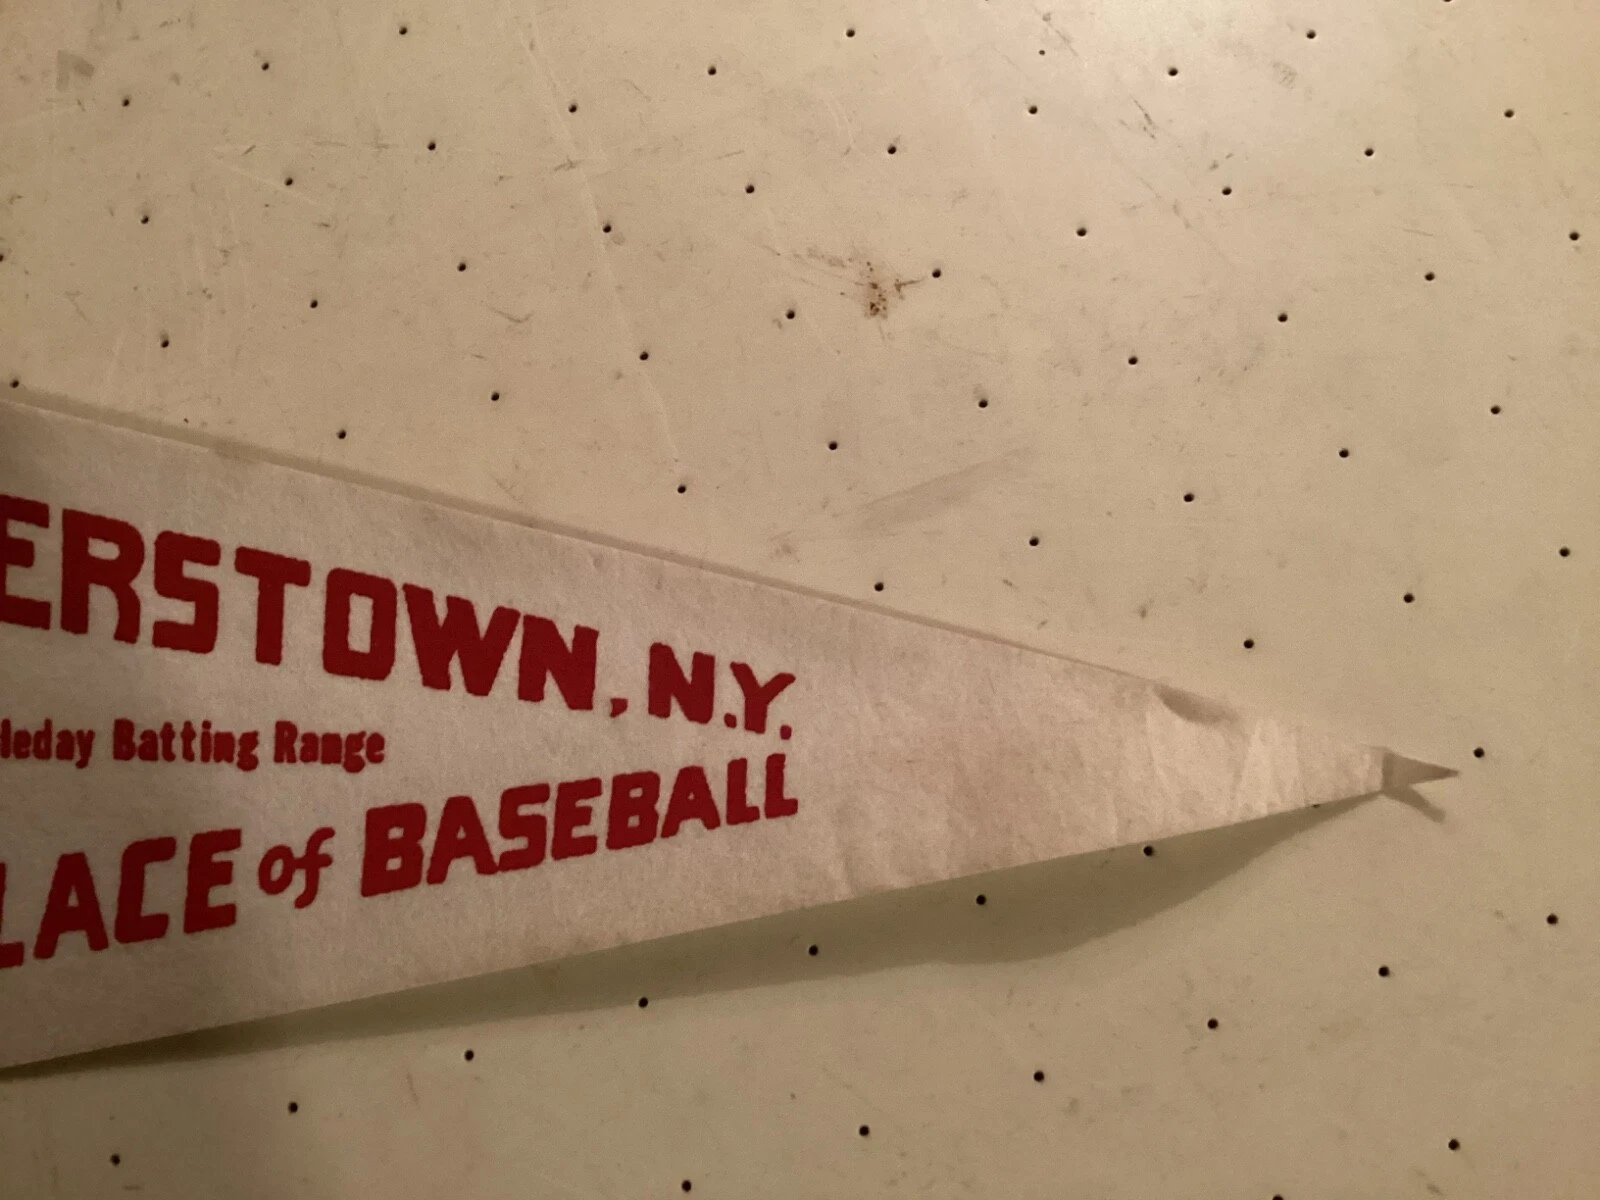 ERSTOWN, N.Y.
leday Batting Range
LACE of BASEBALL